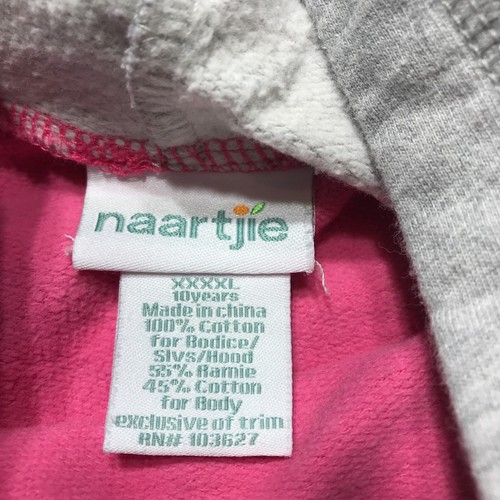 naartjie
XXXXL
10years
Made in china
100% Cotton
for Bodice/
Slvs/Hood
55% Ramie
45% Cotton
for Body
exclusive of trim
RN# 103627